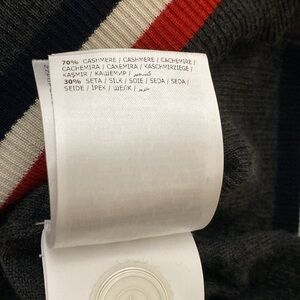 70% CASHMERE / CASHMERE / CACHEMIRE /
CACHEMIRA / CAXEMIRA / KASCHMIRZIEGE /
KAŞMIR / КАШЕМИР / كشمير
30% SETA / SILK / SOIE / SEDA / SEDA /
SEIDE / İPEK / ШЕЛК / حرير